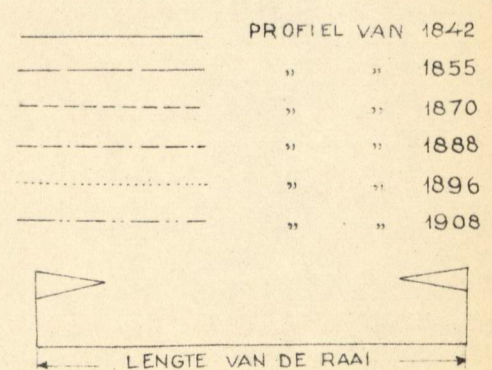 PROFIEL VAN 1842
„ „ 1855
„ „ 1870
„ „ 1888
„ „ 1896
„ „ 1908
LENGTE VAN DE RAAI